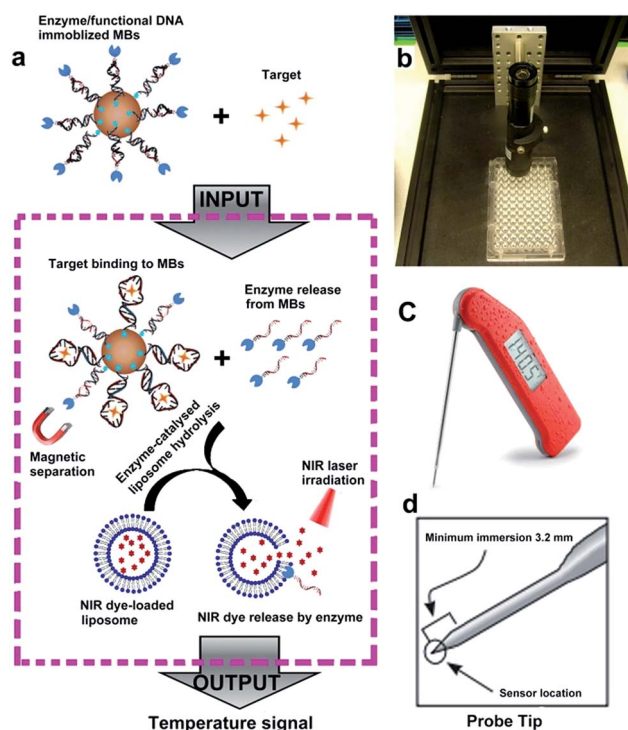 a
Enzyme/functional DNA
immoblized MBs
Target
INPUT
Target binding to MBs
Enzyme release
from MBs
Magnetic
separation
Enzyme-catalysed
liposome hydrolysis
NIR laser
irradiation
NIR dye-loaded
liposome
NIR dye release by enzyme
OUTPUT
Temperature signal
b
C
140.5°
d
Minimum immersion 3.2 mm
Sensor location
Probe Tip